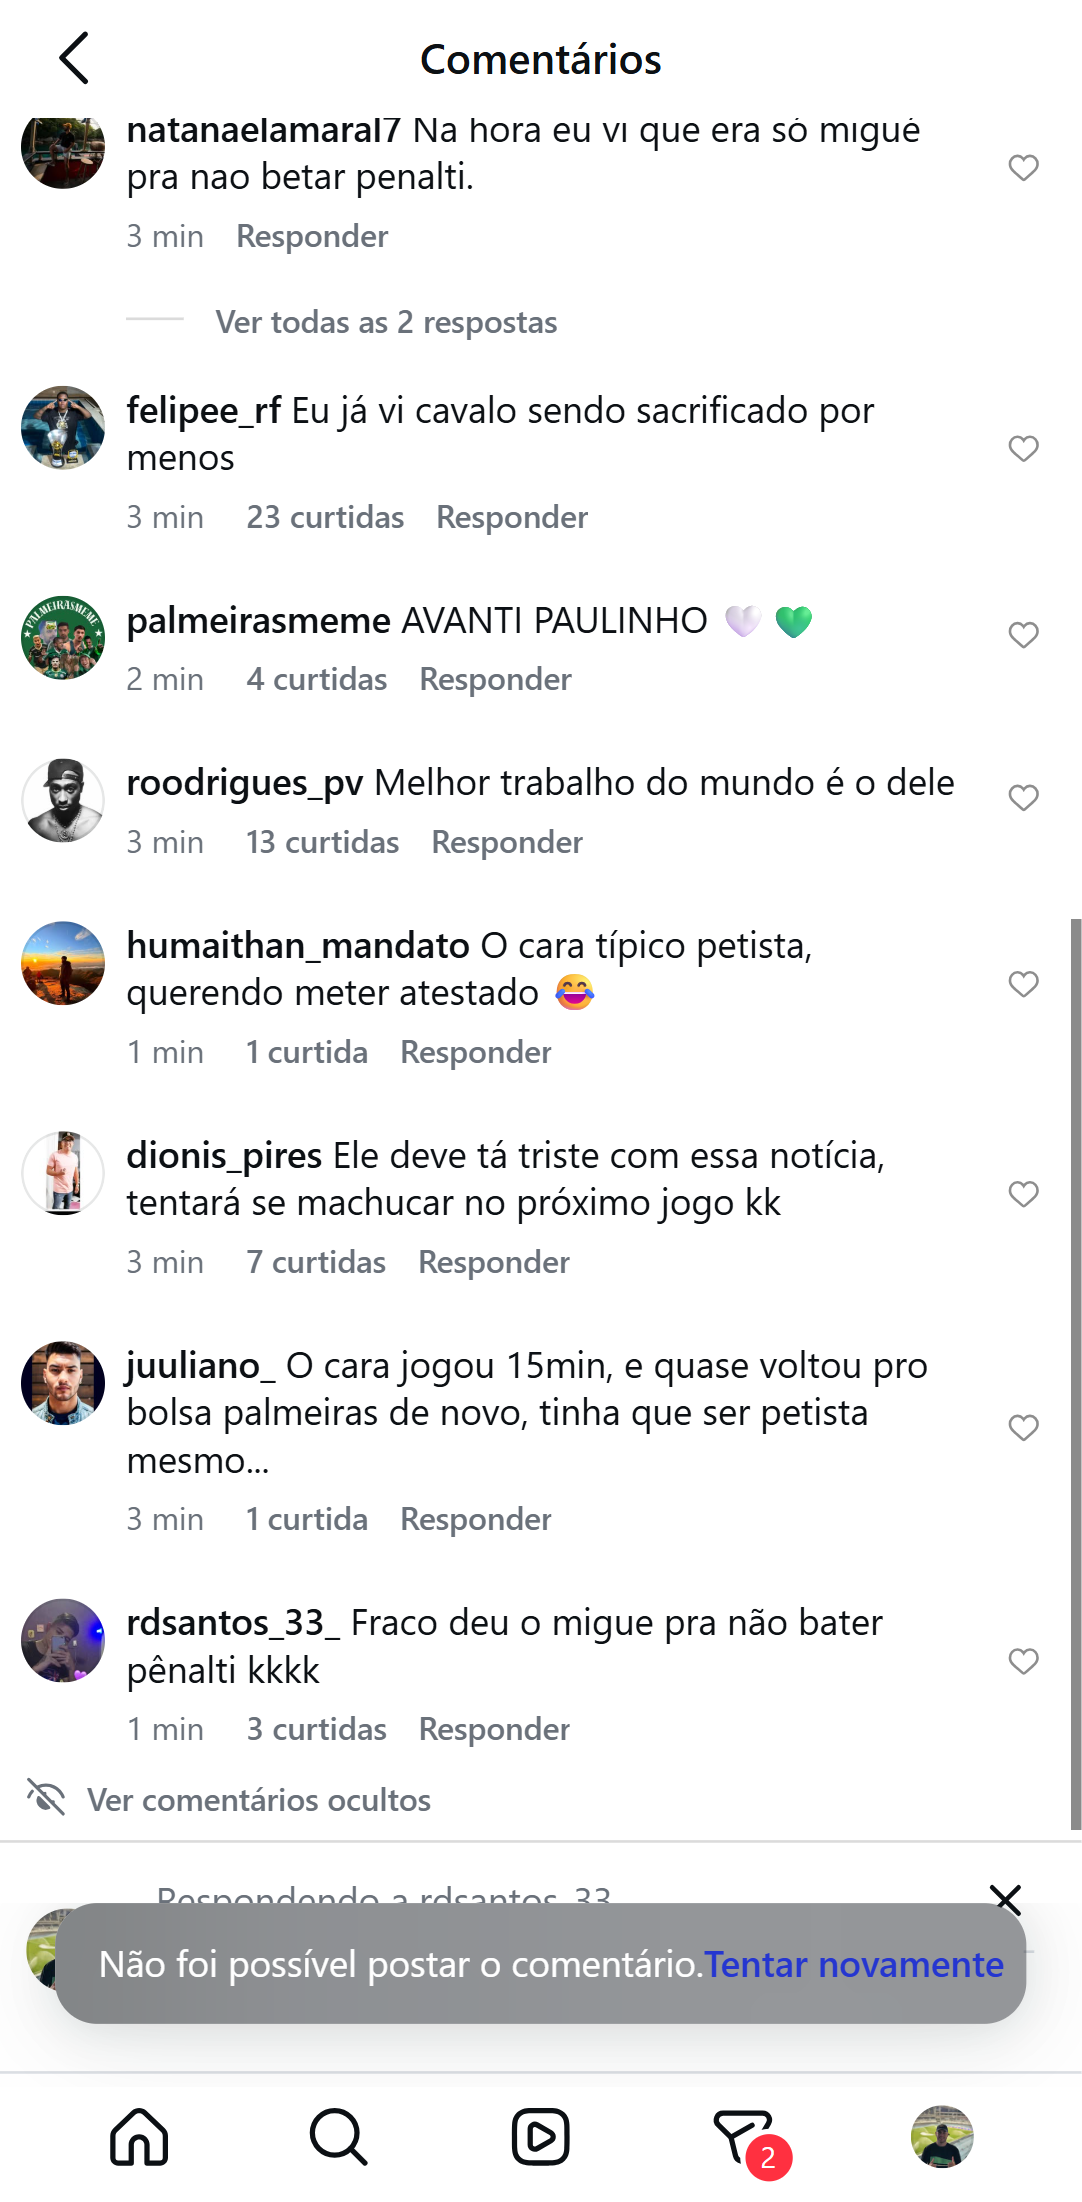 Comentários
natanaelamaral7 Na hora eu vi que era só migué
pra nao betar penalti.
3 min Responder
Ver todas as 2 respostas
felipee_rf Eu já vi cavalo sendo sacrificado por
menos
3 min 23 curtidas Responder
PALMEIRASMEME
palmeirasmeme AVANTI PAULINHO 🤍 💚
2 min 4 curtidas Responder
roodrigues_pv Melhor trabalho do mundo é o dele
3 min 13 curtidas Responder
humaithan_mandato O cara típico petista,
querendo meter atestado 😂
1 min 1 curtida Responder
dionis_pires Ele deve tá triste com essa notícia,
tentará se machucar no próximo jogo kk
3 min 7 curtidas Responder
juuliano_ O cara jogou 15min, e quase voltou pro
bolsa palmeiras de novo, tinha que ser petista
mesmo...
3 min 1 curtida Responder
rdsantos_33_ Fraco deu o migue pra não bater
pênalti kkkk
1 min 3 curtidas Responder
Ver comentários ocultos
Respondendo a rdsantos_33_
Não foi possível postar o comentário.Tentar novamente
2